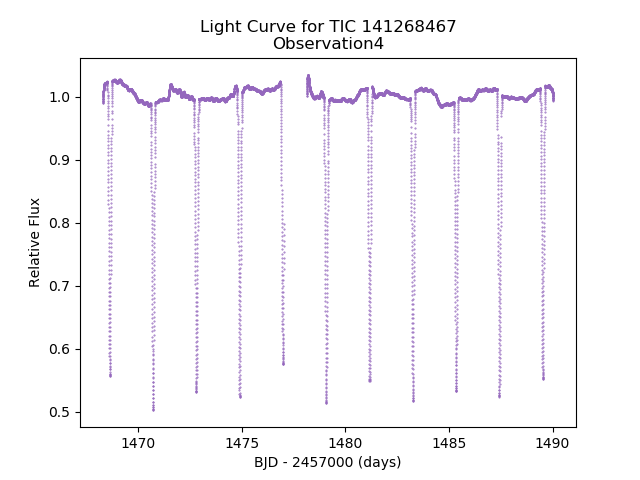 Light Curve for TIC 141268467
Observation4
1.0
0.9
0.8
0.7
0.6
0.5
Relative Flux
1470
1475
1480
1485
1490
BJD - 2457000 (days)